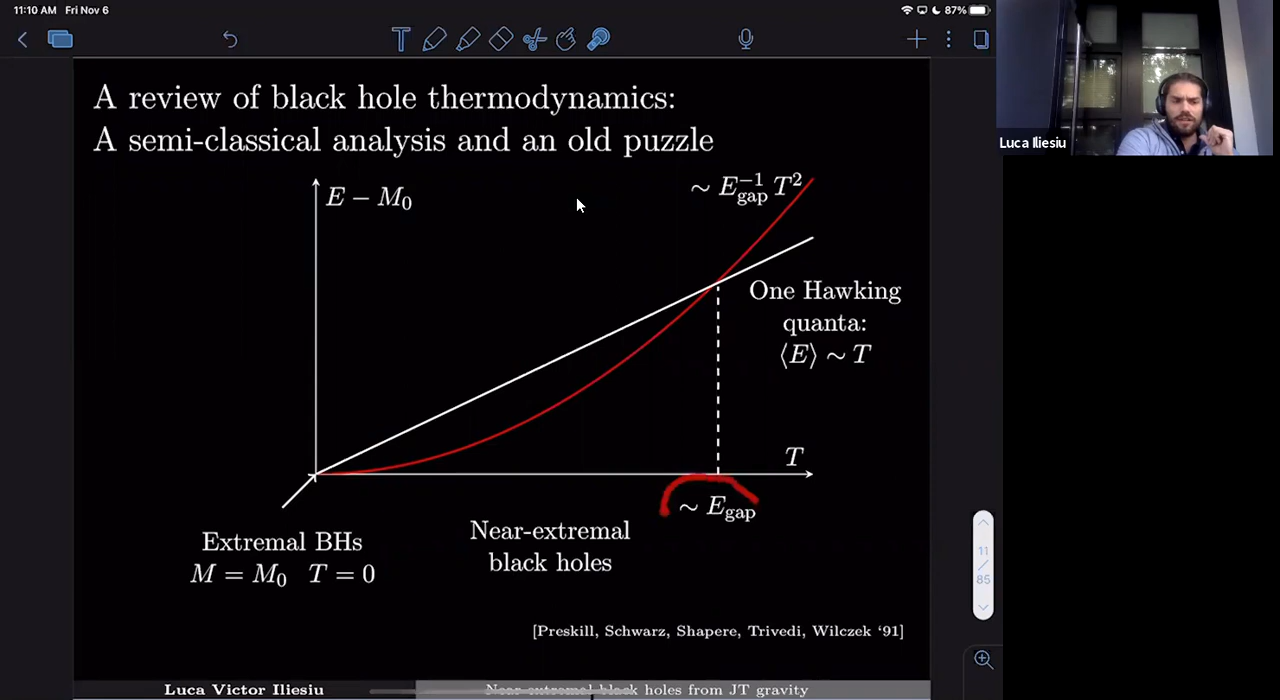 11:10 AM Fri Nov 6
87%
A review of black hole thermodynamics:
A semi-classical analysis and an old puzzle
E − M₀
∼ E⁻¹gap T²
One Hawking
quanta:
⟨E⟩ ∼ T
T
∼ Egap
Near-extremal
black holes
Extremal BHs
M = M₀ T = 0
[Preskill, Schwarz, Shapere, Trivedi, Wilczek ‘91]
Luca Victor Iliesiu
Near-extremal black holes from JT gravity
11
/
85
Luca Iliesiu